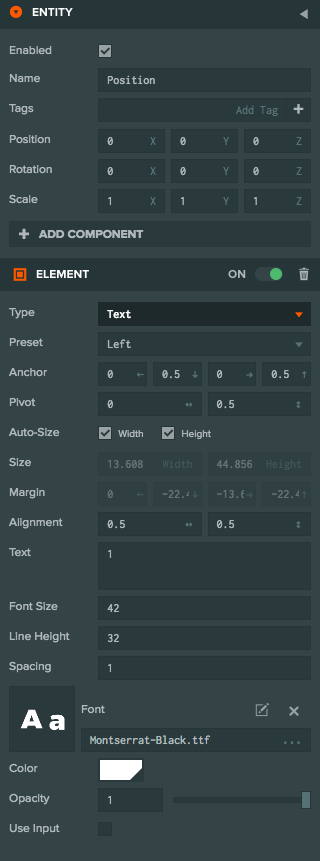 ENTITY
Enabled
Name Position
Tags Add Tag
Position 0 X 0 Y 0 Z
Rotation 0 X 0 Y 0 Z
Scale 1 X 1 Y 1 Z
ADD COMPONENT
ELEMENT ON
Type Text
Preset Left
Anchor 0 ← 0.5 ↓ 0 → 0.5 ↑
Pivot 0 ↔ 0.5 ↕
Auto-Size Width Height
Size 13.608 Width 44.856 Height
Margin 0 ← -22.4 ↓ -13.6 → -22.4 ↑
Alignment 0.5 ↔ 0.5 ↕
Text 1
Font Size 42
Line Height 32
Spacing 1
Aa Font
Montserrat-Black.ttf ...
Color
Opacity 1
Use Input